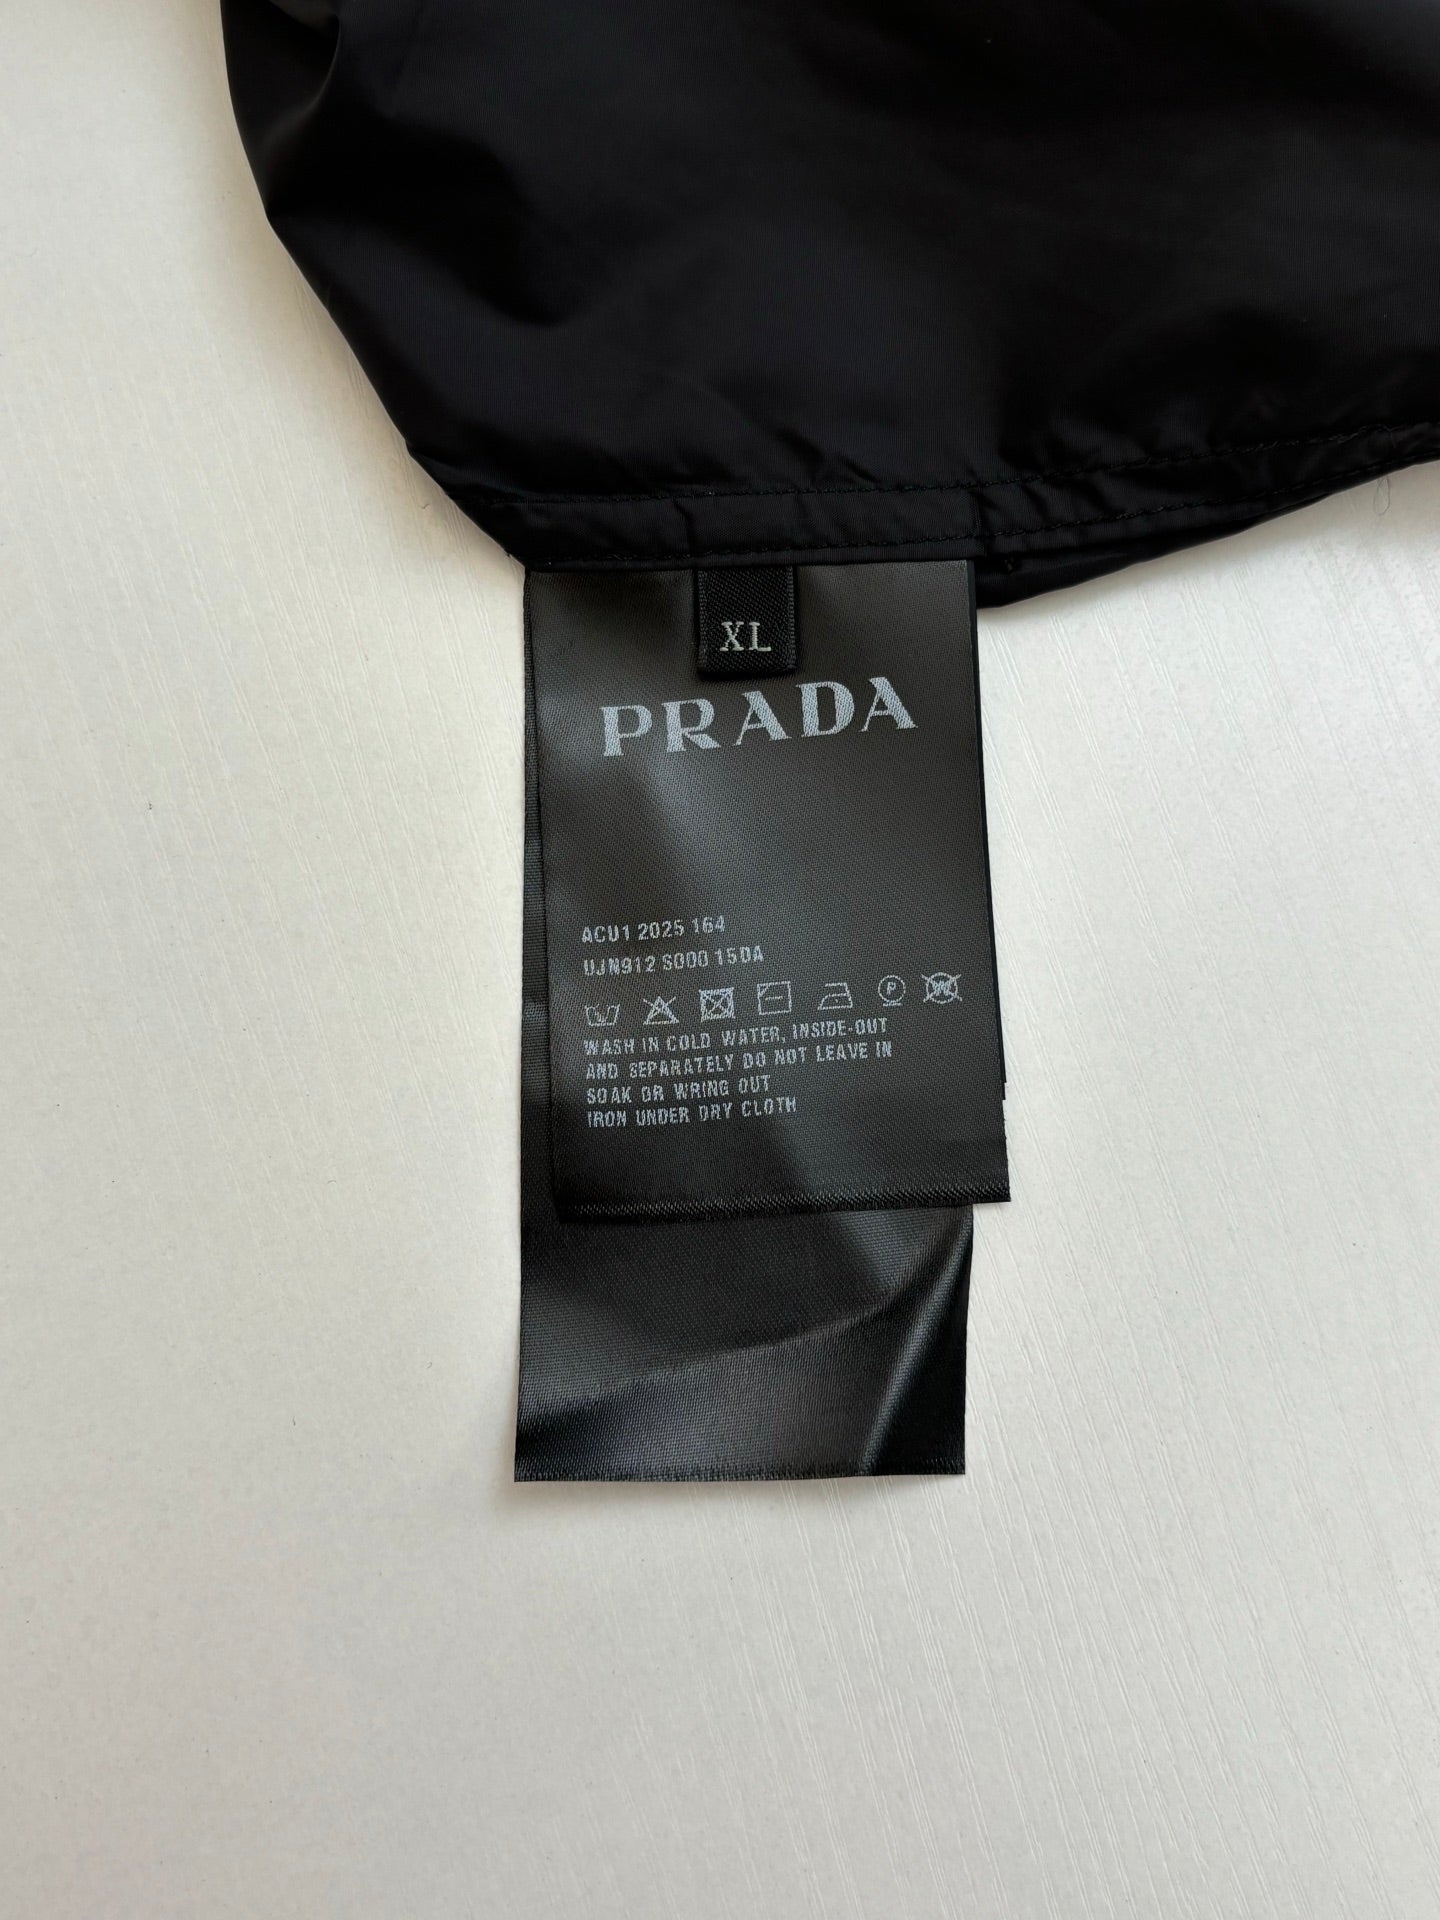 XL
PRADA
ACU1 2025 164
UJN912 S000 15DA
P
W
WASH IN COLD WATER, INSIDE-OUT
AND SEPARATELY DO NOT LEAVE IN
SOAK OR WRING OUT
IRON UNDER DRY CLOTH